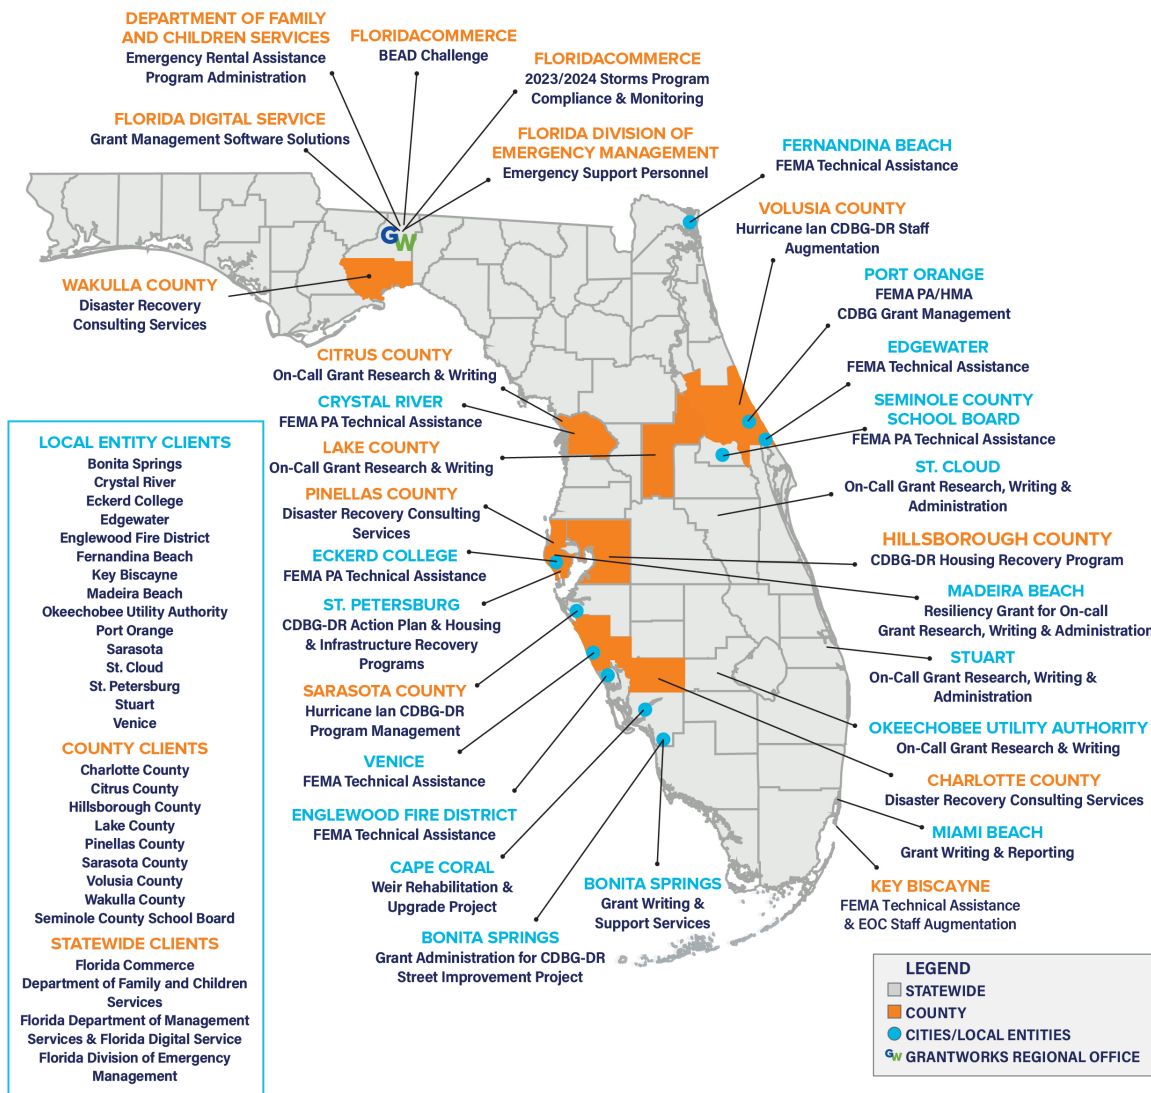 DEPARTMENT OF FAMILY
AND CHILDREN SERVICES
Emergency Rental Assistance
Program Administration
FLORIDACOMMERCE
BEAD Challenge
FLORIDACOMMERCE
2023/2024 Storms Program
Compliance & Monitoring
FLORIDA DIGITAL SERVICE
Grant Management Software Solutions
FLORIDA DIVISION OF
EMERGENCY MANAGEMENT
Emergency Support Personnel
FERNANDINA BEACH
FEMA Technical Assistance
VOLUSIA COUNTY
Hurricane Ian CDBG-DR Staff
Augmentation
GW
WAKULLA COUNTY
Disaster Recovery
Consulting Services
PORT ORANGE
FEMA PA/HMA
CDBG Grant Management
EDGEWATER
FEMA Technical Assistance
SEMINOLE COUNTY
SCHOOL BOARD
FEMA PA Technical Assistance
ST. CLOUD
On-Call Grant Research, Writing &
Administration
HILLSBOROUGH COUNTY
CDBG-DR Housing Recovery Program
MADEIRA BEACH
Resiliency Grant for On-call
Grant Research, Writing & Administration
STUART
On-Call Grant Research, Writing &
Administration
OKEECHOBEE UTILITY AUTHORITY
On-Call Grant Research & Writing
CHARLOTTE COUNTY
Disaster Recovery Consulting Services
MIAMI BEACH
Grant Writing & Reporting
KEY BISCAYNE
FEMA Technical Assistance
& EOC Staff Augmentation
CITRUS COUNTY
On-Call Grant Research & Writing
CRYSTAL RIVER
FEMA PA Technical Assistance
LAKE COUNTY
On-Call Grant Research & Writing
PINELLAS COUNTY
Disaster Recovery Consulting
Services
ECKERD COLLEGE
FEMA PA Technical Assistance
ST. PETERSBURG
CDBG-DR Action Plan & Housing
& Infrastructure Recovery
Programs
SARASOTA COUNTY
Hurricane Ian CDBG-DR
Program Management
VENICE
FEMA Technical Assistance
ENGLEWOOD FIRE DISTRICT
FEMA Technical Assistance
CAPE CORAL
Weir Rehabilitation &
Upgrade Project
BONITA SPRINGS
Grant Writing &
Support Services
BONITA SPRINGS
Grant Administration for CDBG-DR
Street Improvement Project
LOCAL ENTITY CLIENTS
Bonita Springs
Crystal River
Eckerd College
Edgewater
Englewood Fire District
Fernandina Beach
Key Biscayne
Madeira Beach
Okeechobee Utility Authority
Port Orange
Sarasota
St. Cloud
St. Petersburg
Stuart
Venice
COUNTY CLIENTS
Charlotte County
Citrus County
Hillsborough County
Lake County
Pinellas County
Sarasota County
Volusia County
Wakulla County
Seminole County School Board
STATEWIDE CLIENTS
Florida Commerce
Department of Family and Children
Services
Florida Department of Management
Services & Florida Digital Service
Florida Division of Emergency
Management
LEGEND
STATEWIDE
COUNTY
CITIES/LOCAL ENTITIES
GW GRANTWORKS REGIONAL OFFICE